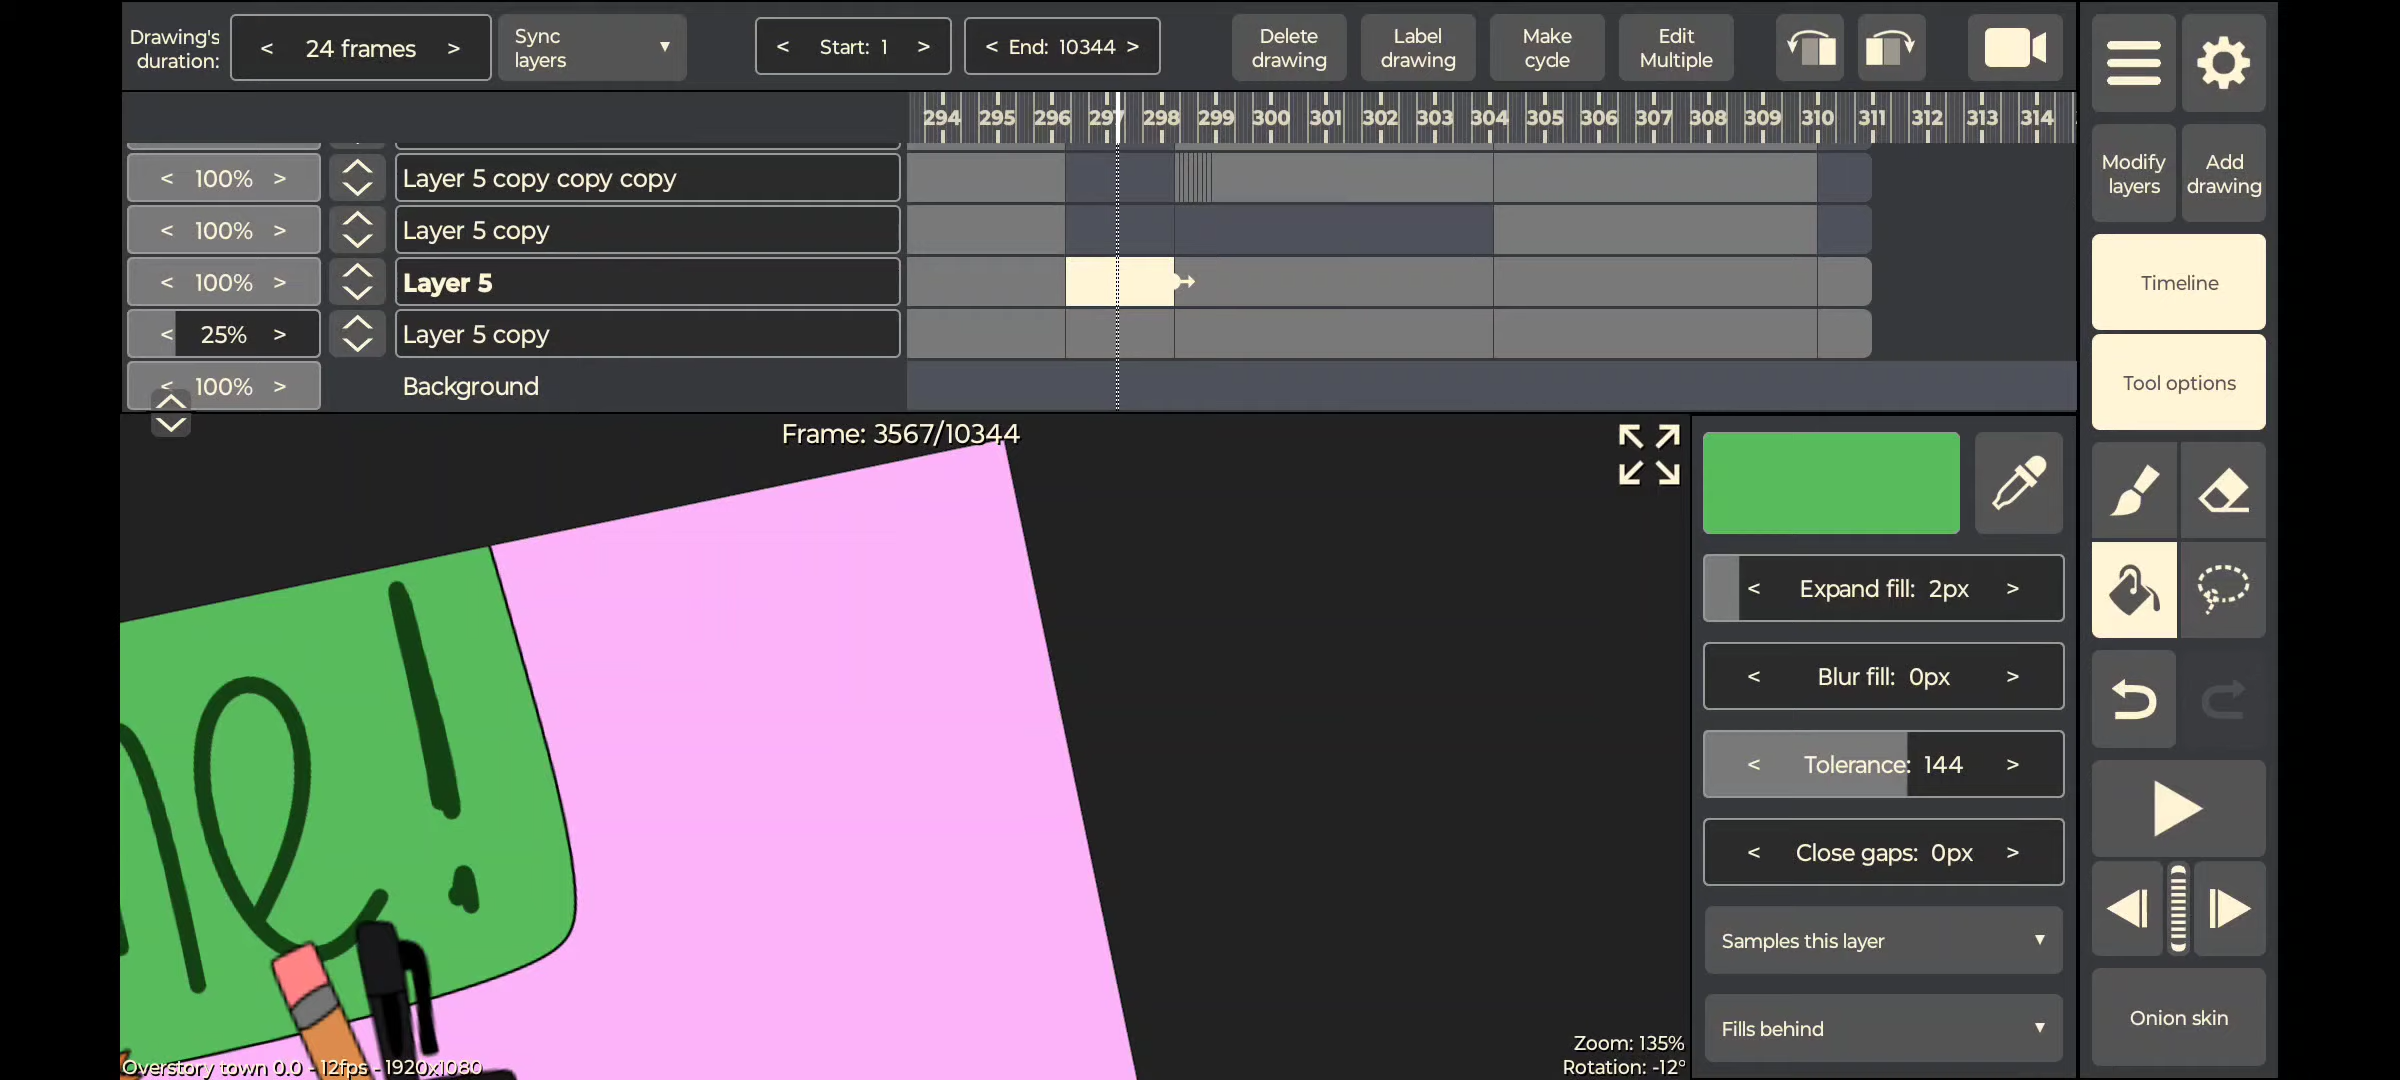 Drawing's duration: < 24 frames > Sync layers ▼ < Start: 1 > < End: 10344 > Delete drawing Label drawing Make cycle Edit Multiple
294 295 296 297 298 299 300 301 302 303 304 305 306 307 308 309 310 311 312 313 314
< 100% > Layer 5 copy copy copy
< 100% > Layer 5 copy
< 100% > Layer 5
< 25% > Layer 5 copy
< 100% > Background
Modify layers Add drawing
Timeline
Tool options
Frame: 3567/10344
< Expand fill: 2px >
< Blur fill: 0px >
< Tolerance: 144 >
< Close gaps: 0px >
Samples this layer ▼
Fills behind ▼
Onion skin
Zoom: 135%
Rotation: -12°
Overstory town 0.0 - 12fps - 1920x1080